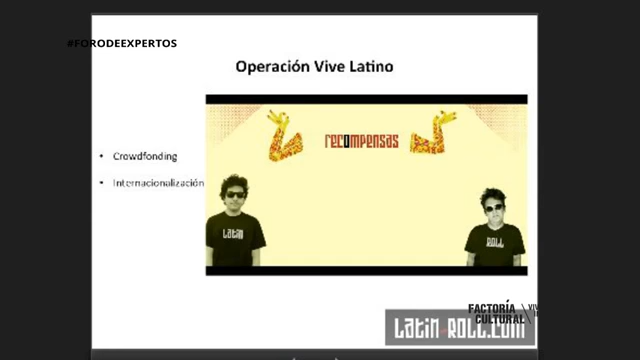 #FORODEEXPERTOS
Operación Vive Latino
• Crowdfonding
• Internacionalización
recompensas
Latin
ROLL
FACTORÍA
CULTURAL
Latin-ROLL.com